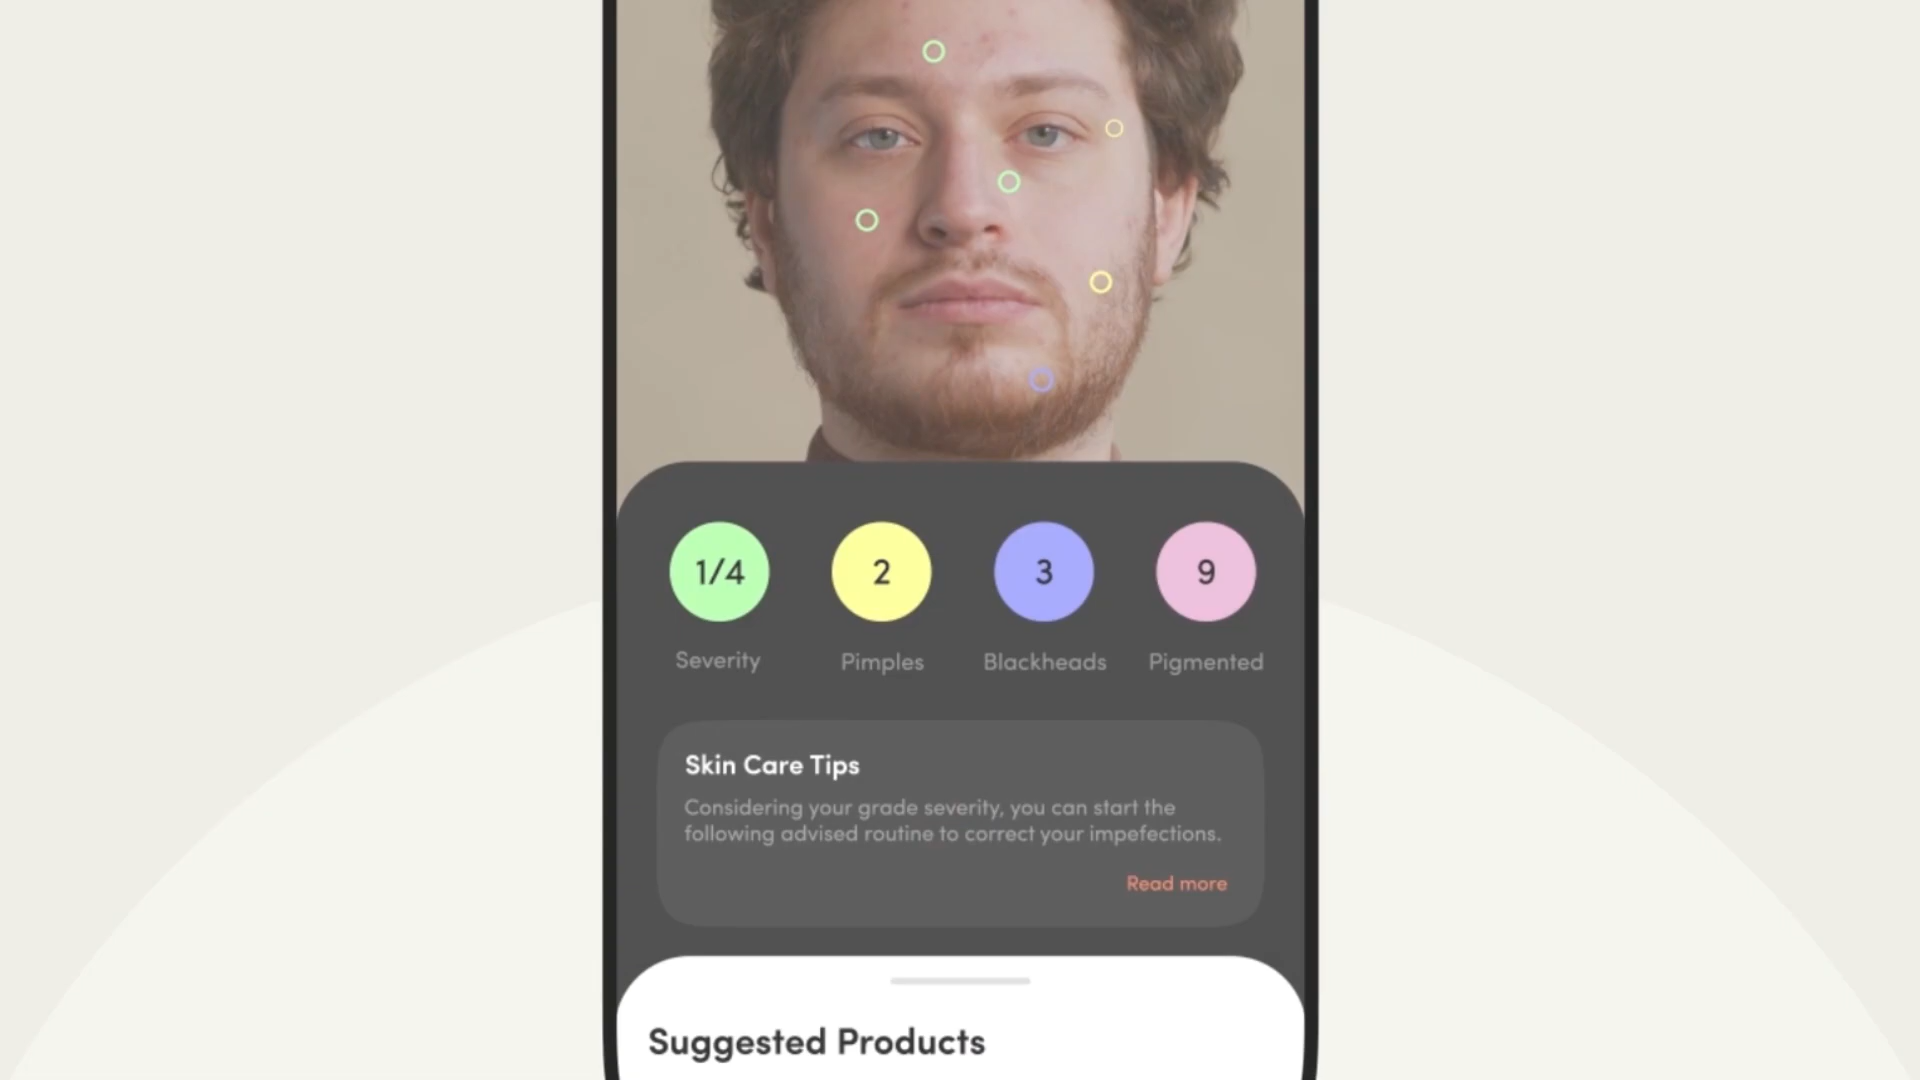 1/4 2 3 9
Severity Pimples Blackheads Pigmented
Skin Care Tips
Considering your grade severity, you can start the
following advised routine to correct your impefections.
Read more
Suggested Products